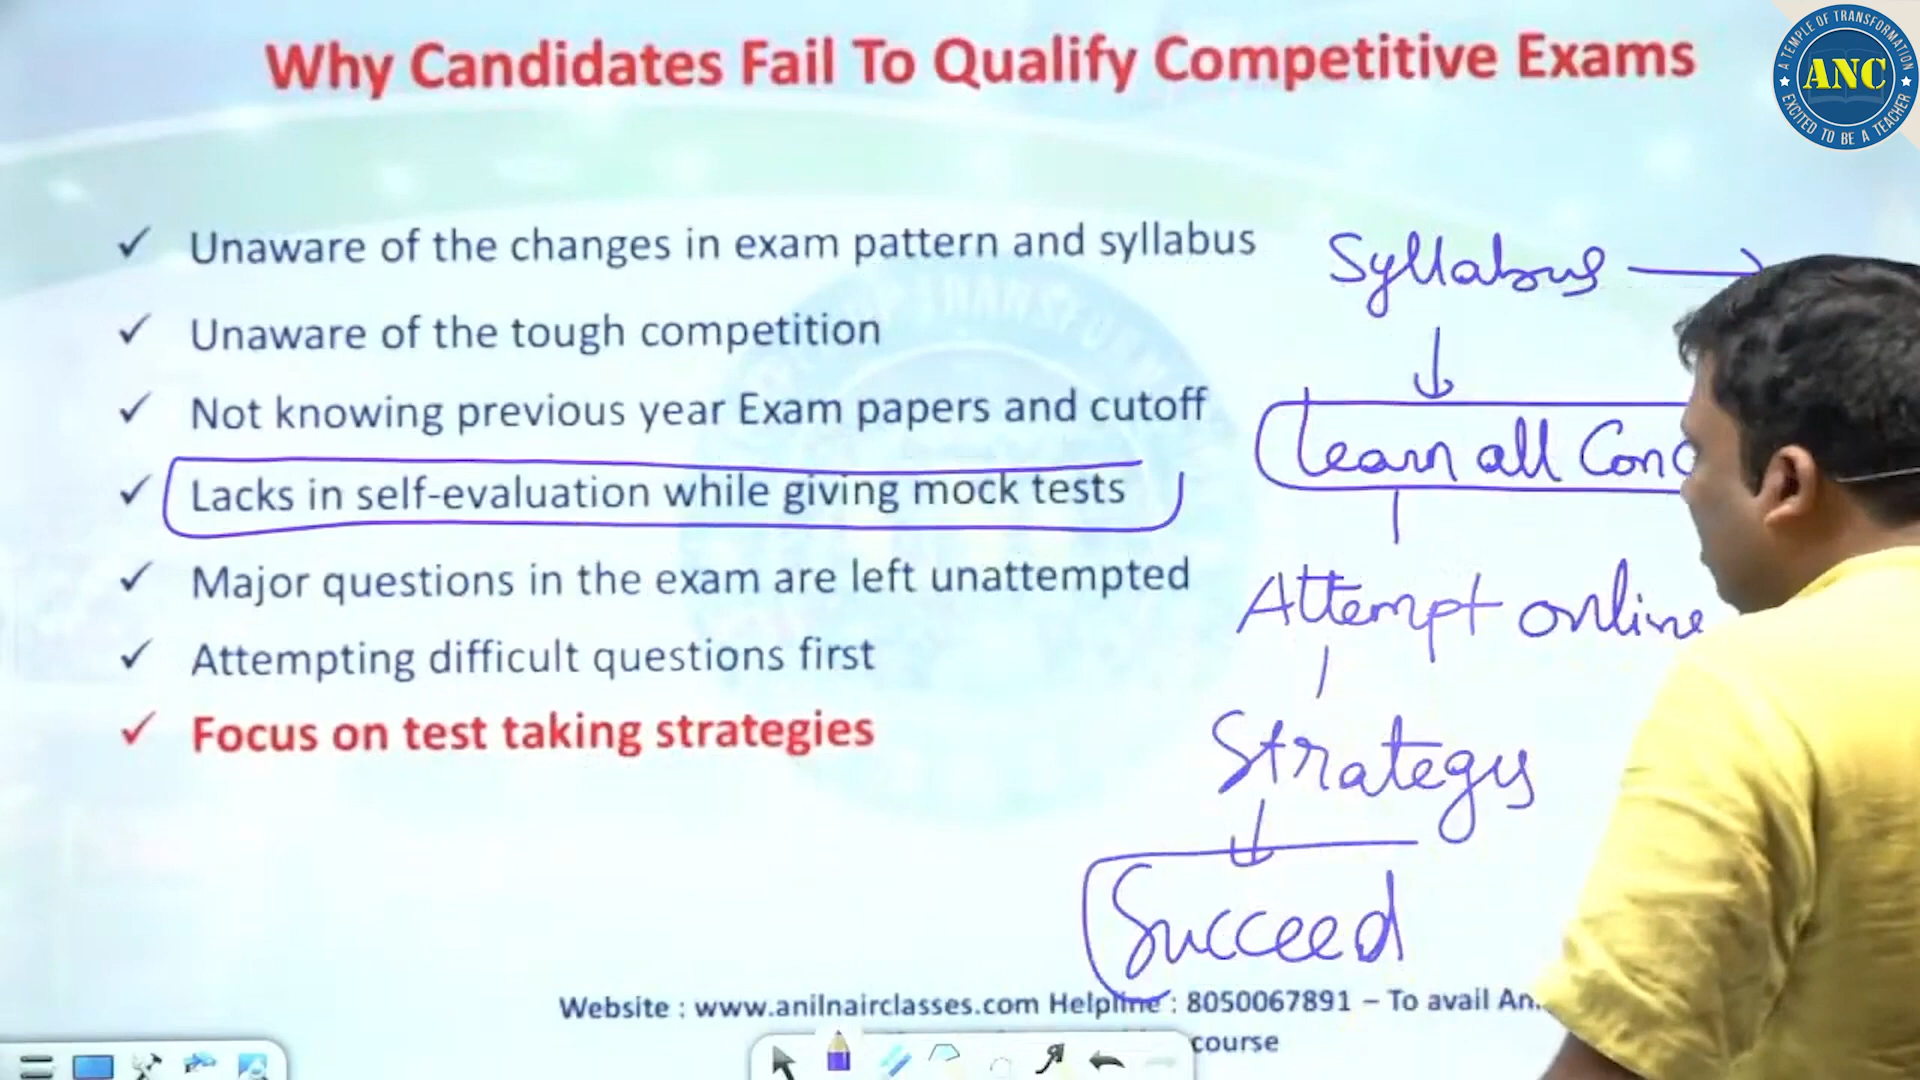 Why Candidates Fail To Qualify Competitive Exams
A TEMPLE OF TRANSFORMATION
ANC
EXCITED TO BE A TEACHER
✓ Unaware of the changes in exam pattern and syllabus
✓ Unaware of the tough competition
✓ Not knowing previous year Exam papers and cutoff
✓ Lacks in self-evaluation while giving mock tests
✓ Major questions in the exam are left unattempted
✓ Attempting difficult questions first
✓ Focus on test taking strategies
Syllabus →
Learn all
Attempt online
Strategies
Succeed
Website : www.anilnairclasses.com Helpline : 8050067891 – To avail
course